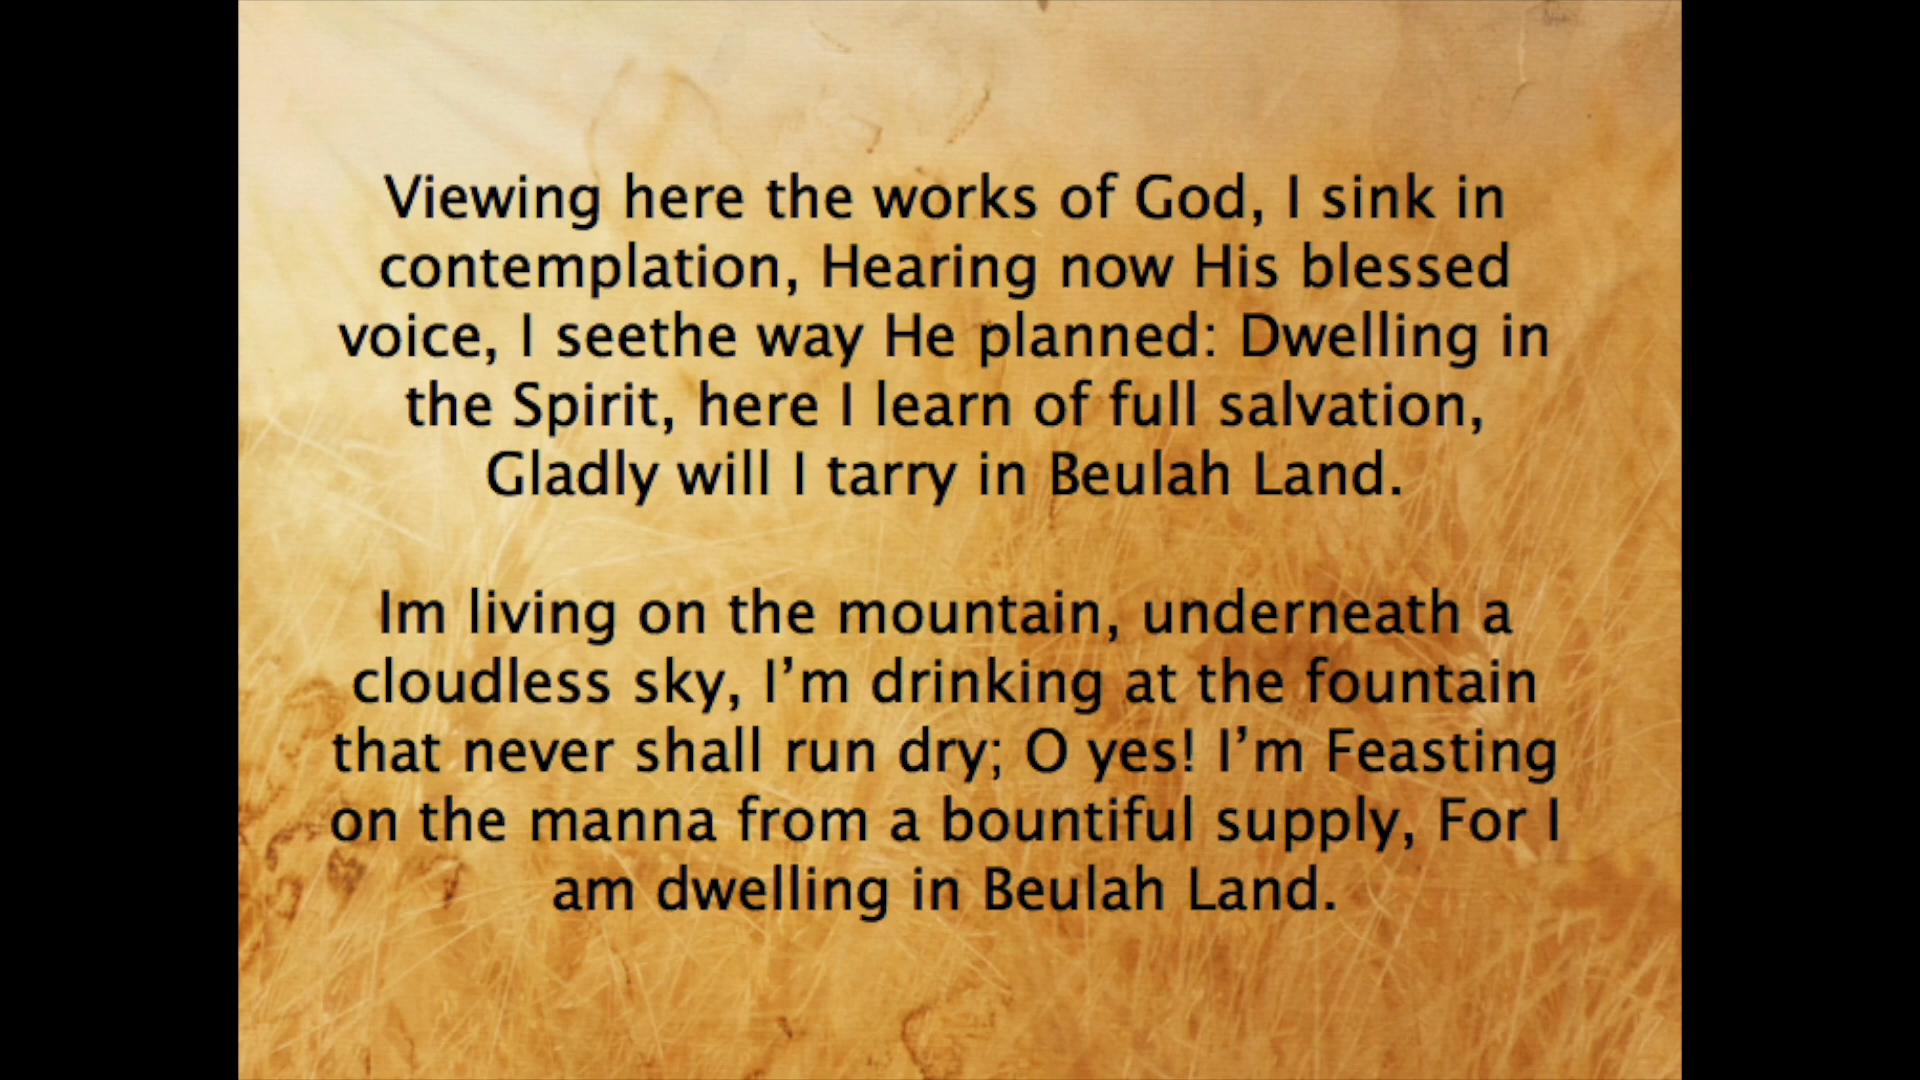 Viewing here the works of God, I sink in
contemplation, Hearing now His blessed
voice, I seethe way He planned: Dwelling in
the Spirit, here I learn of full salvation,
Gladly will I tarry in Beulah Land.
Im living on the mountain, underneath a
cloudless sky, I’m drinking at the fountain
that never shall run dry; O yes! I’m Feasting
on the manna from a bountiful supply, For I
am dwelling in Beulah Land.